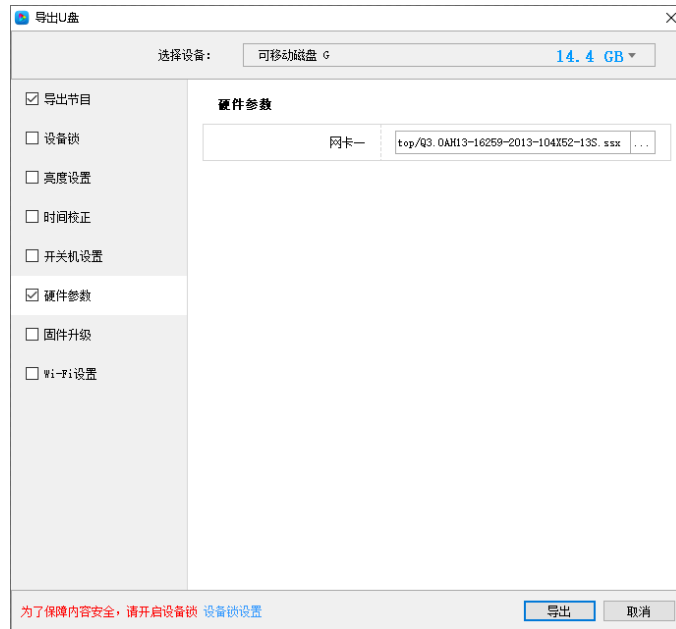 导出U盘
选择设备： 可移动磁盘 G 14.4 GB
导出节目
设备锁
亮度设置
时间校正
开关机设置
硬件参数
固件升级
Wi-Fi设置
硬件参数
网卡一 top/Q3.0AH13-16259-2013-104X52-13S.ssx ...
为了保障内容安全，请开启设备锁 设备锁设置
导出 取消